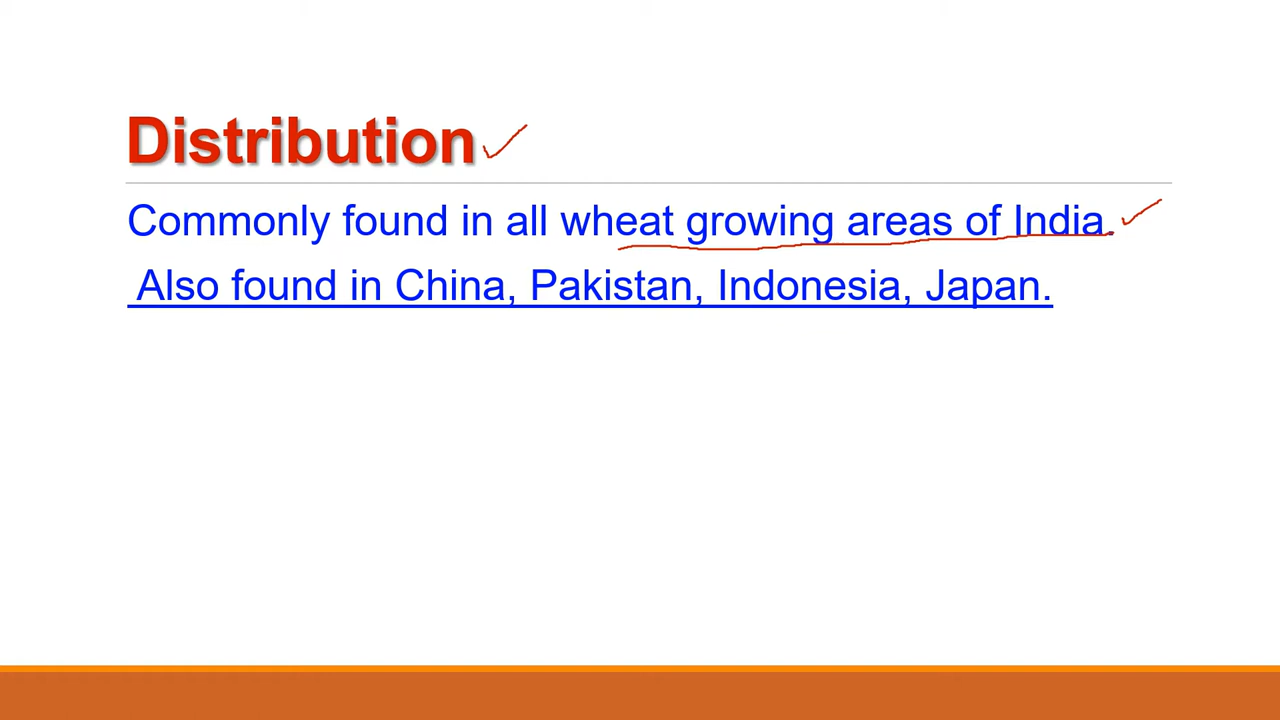 Distribution
Commonly found in all wheat growing areas of India.
Also found in China, Pakistan, Indonesia, Japan.